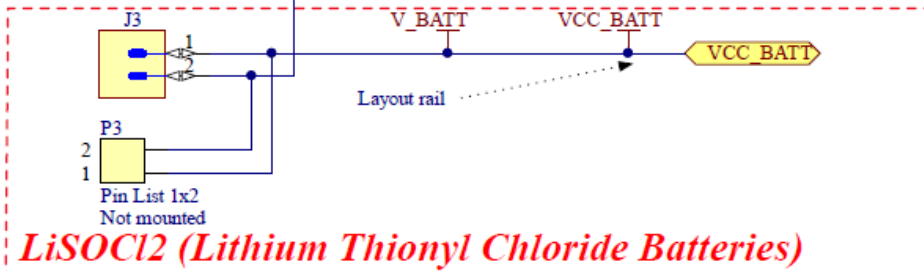 J3
V_BATT
VCC_BATT
1
2
VCC_BATT
Layout rail
P3
2
1
Pin List 1x2
Not mounted
LiSOCl2 (Lithium Thionyl Chloride Batteries)